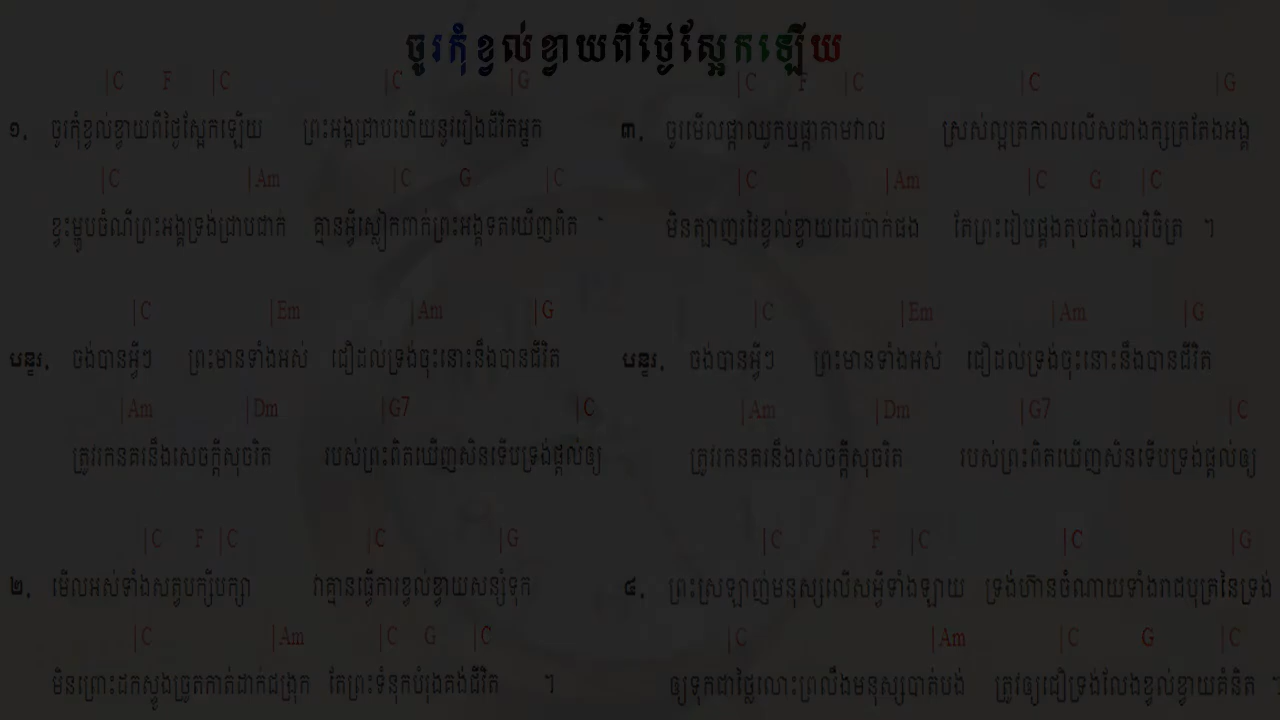 ចូរកុំខ្វល់ខ្វាយពីថ្ងៃស្អែកឡើយ
|C F |C |C |G
១. ចូរកុំខ្វល់ខ្វាយពីថ្ងៃស្អែកឡើយ ព្រះអង្គជ្រាបហើយនូវរឿងជីវិតអ្នក
|C |Am |C G |C
ខ្វះម្ហូបចំណីព្រះអង្គទ្រង់ជ្រាបជាក់ គ្មានអ្វីស្លៀកពាក់ព្រះអង្គទតឃើញពិត
|C |Em |Am |G
បន្ទរ. ចង់បានអ្វីៗ ព្រះមានទាំងអស់ ជឿដល់ទ្រង់ចុះនោះនឹងបានជីវិត
|Am |Dm |G7 |C
ត្រូវរកនគរនឹងសេចក្ដីសុចរិត របស់ព្រះពិតឃើញសិនទើបទ្រង់ផ្ដល់ឲ្យ
|C F |C |C |G
២. មើលអស់ទាំងសត្វបក្សីបក្សា វាគ្មានធ្វើការខ្វល់ខ្វាយសន្សំទុក
|C |Am |C G |C
មិនព្រោះដកស្ទូងច្រូតកាត់ដាក់ជង្រុក តែព្រះទំនុកបំរុងគង់ជីវិត ។
|C F |C |C |G
៣. ចូរមើលផ្កាឈូកឬផ្កាតាមវាល ស្រស់ល្អត្រកាលលើសជាងក្សត្រតែងអង្គ
|C |Am |C G |C
មិនត្បាញរវៃខ្វល់ខ្វាយដេរប៉ាក់ផង តែព្រះរៀបផ្គងតុបតែងល្អវិចិត្រ ។
|C |Em |Am |G
បន្ទរ. ចង់បានអ្វីៗ ព្រះមានទាំងអស់ ជឿដល់ទ្រង់ចុះនោះនឹងបានជីវិត
|Am |Dm |G7 |C
ត្រូវរកនគរនឹងសេចក្ដីសុចរិត របស់ព្រះពិតឃើញសិនទើបទ្រង់ផ្ដល់ឲ្យ
|C F |C |C |G
៤. ព្រះស្រឡាញ់មនុស្សលើសអ្វីទាំងឡាយ ទ្រង់ហ៊ានចំណាយទាំងរាជបុត្រនៃទ្រង់
|C |Am |C G |C
ឲ្យទុកជាថ្លៃលោះព្រលឹងមនុស្សបាត់បង់ ត្រូវឲ្យជឿទ្រង់លែងខ្វល់ខ្វាយគំនិត ។